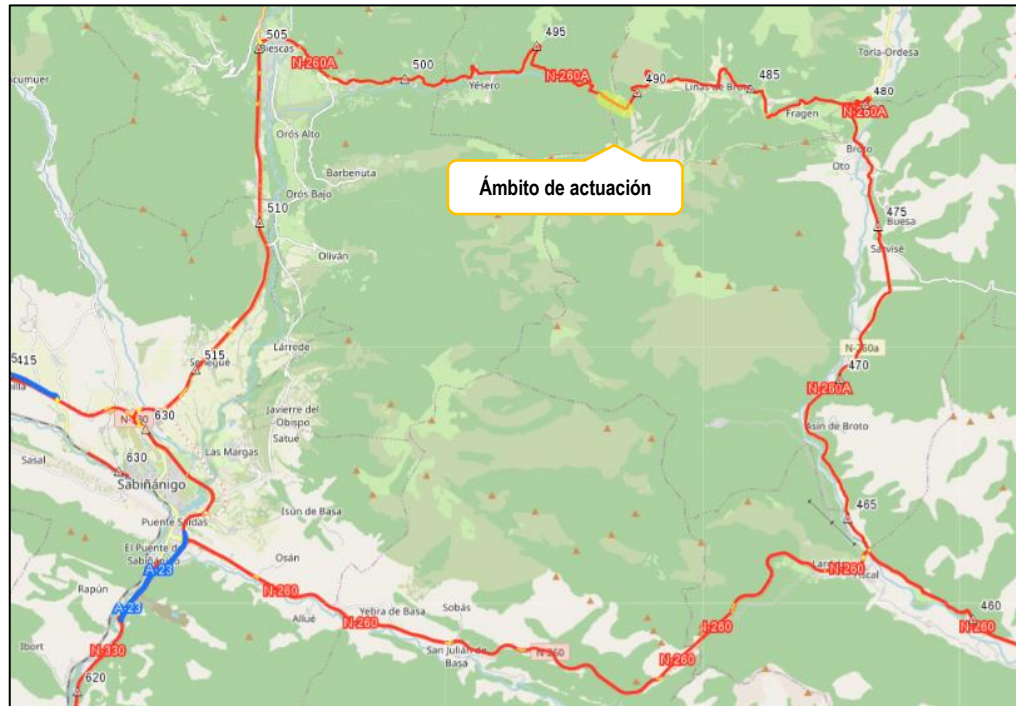 505
Biescas
N-260A
500
495
N-260A
Yésero
490
Linas de Broto
485
Torla-Ordesa
480
N-260A
Fragen
Broto
Oto
Orós Alto
Barbenuta
Orós Bajo
Ámbito de actuación
510
Oliván
475
Buesa
Sarvisé
N-260a
470
N-260A
Asín de Broto
515
Senegüé
Lárrede
415
630
N-330
Javierre del
Obispo
Satué
Las Margas
Sasal
630
Sabiñánigo
Puente Sardas
El Puente de
Sabiñánigo
A-23
Rapún
A-23
Isún de Basa
Osán
N-260
Allué
Yebra de Basa
N-260
Sobás
San Julián de
Basa
N-260
N-260
N-260
465
N-260
Fiscal
460
N-260
Ibort
N-330
620